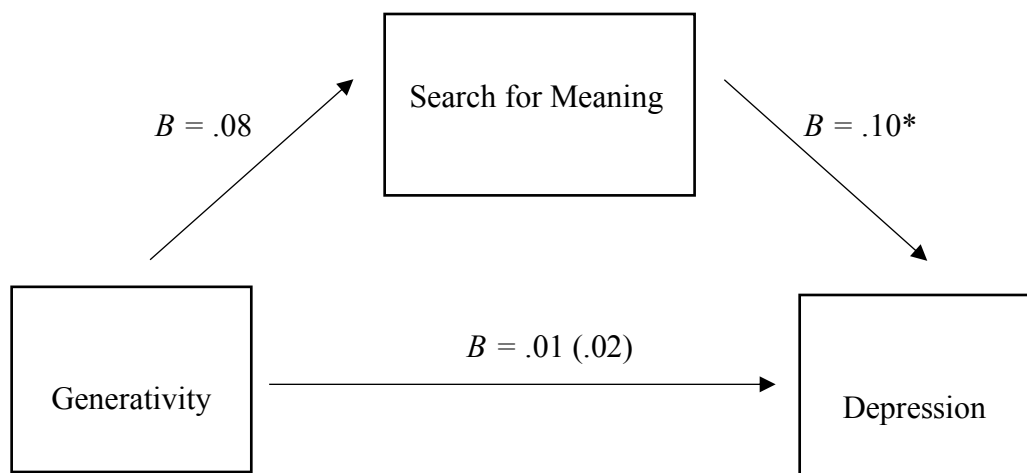 Search for Meaning
B = .08
B = .10*
B = .01 (.02)
Generativity
Depression